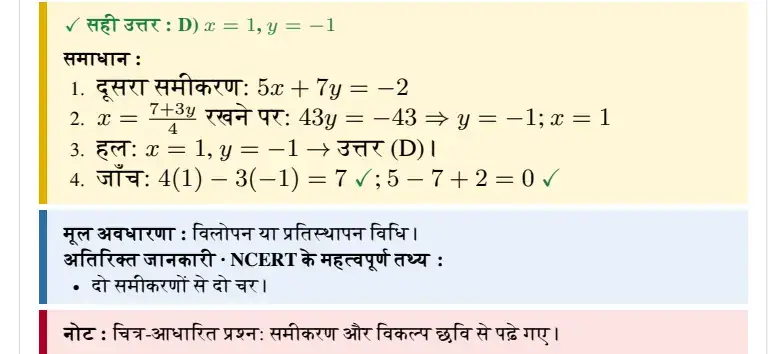 ✓ सही उत्तर : D) x = 1, y = −1
समाधान :
1. दूसरा समीकरण: 5x + 7y = −2
2. x = (7+3y)/4 रखने पर: 43y = −43 ⇒ y = −1; x = 1
3. हल: x = 1, y = −1 → उत्तर (D)।
4. जाँच: 4(1) − 3(−1) = 7 ✓; 5 − 7 + 2 = 0 ✓
मूल अवधारणा : विलोपन या प्रतिस्थापन विधि।
अतिरिक्त जानकारी · NCERT के महत्वपूर्ण तथ्य :
• दो समीकरणों से दो चर।
नोट : चित्र-आधारित प्रश्न: समीकरण और विकल्प छवि से पढ़े गए।